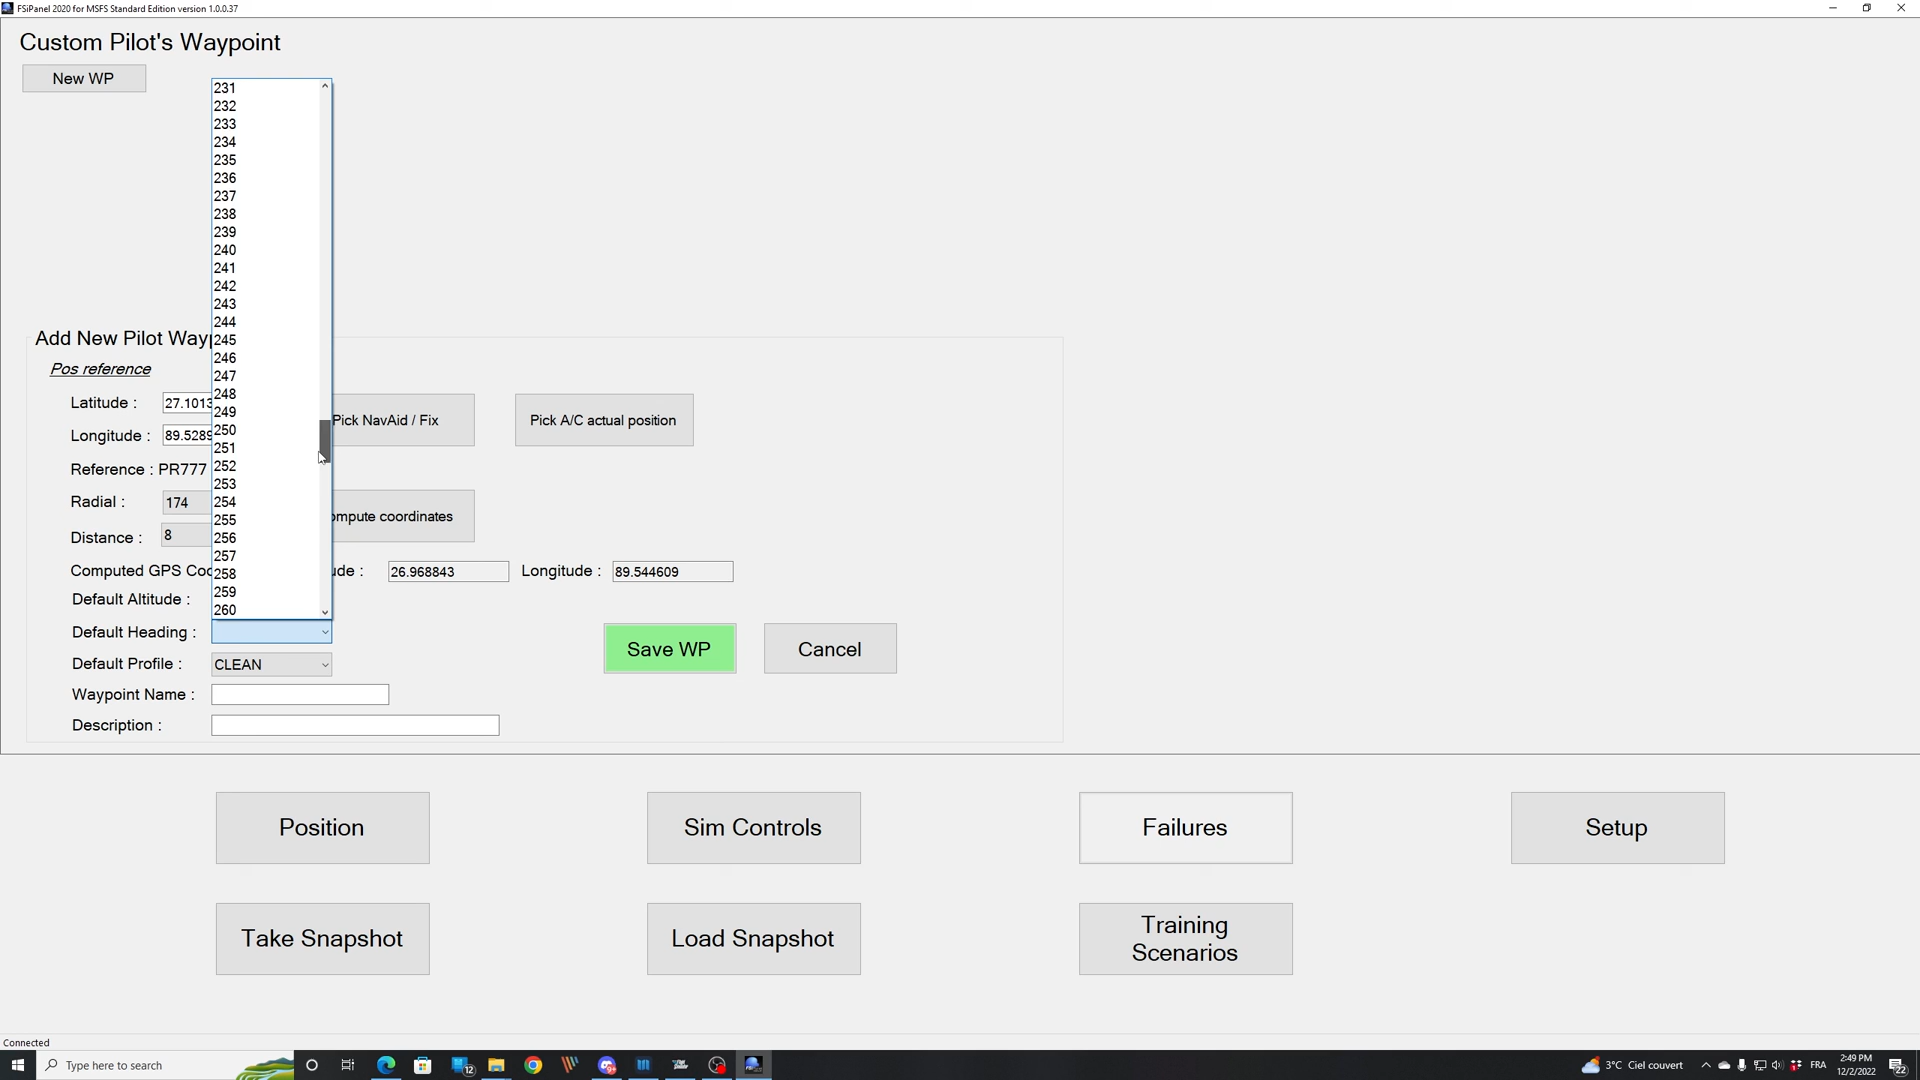 FSiPanel 2020 for MSFS Standard Edition version 1.0.0.37
Custom Pilot's Waypoint
New WP
231
232
233
234
235
236
237
238
239
240
241
242
243
244
245
246
247
248
249
250
251
252
253
254
255
256
257
258
259
260
Add New Pilot Way
Pos reference
Latitude : 27.1013
Longitude : 89.5289
Pick NavAid / Fix
Pick A/C actual position
Reference : PR777
Radial : 174
Distance : 8
ompute coordinates
Computed GPS Coo de : 26.968843 Longitude : 89.544609
Default Altitude :
Default Heading :
Save WP
Cancel
Default Profile : CLEAN
Waypoint Name :
Description :
Position
Sim Controls
Failures
Setup
Take Snapshot
Load Snapshot
Training
Scenarios
Connected
Type here to search
12
3°C Ciel couvert
FRA
2:49 PM
12/2/2022
22